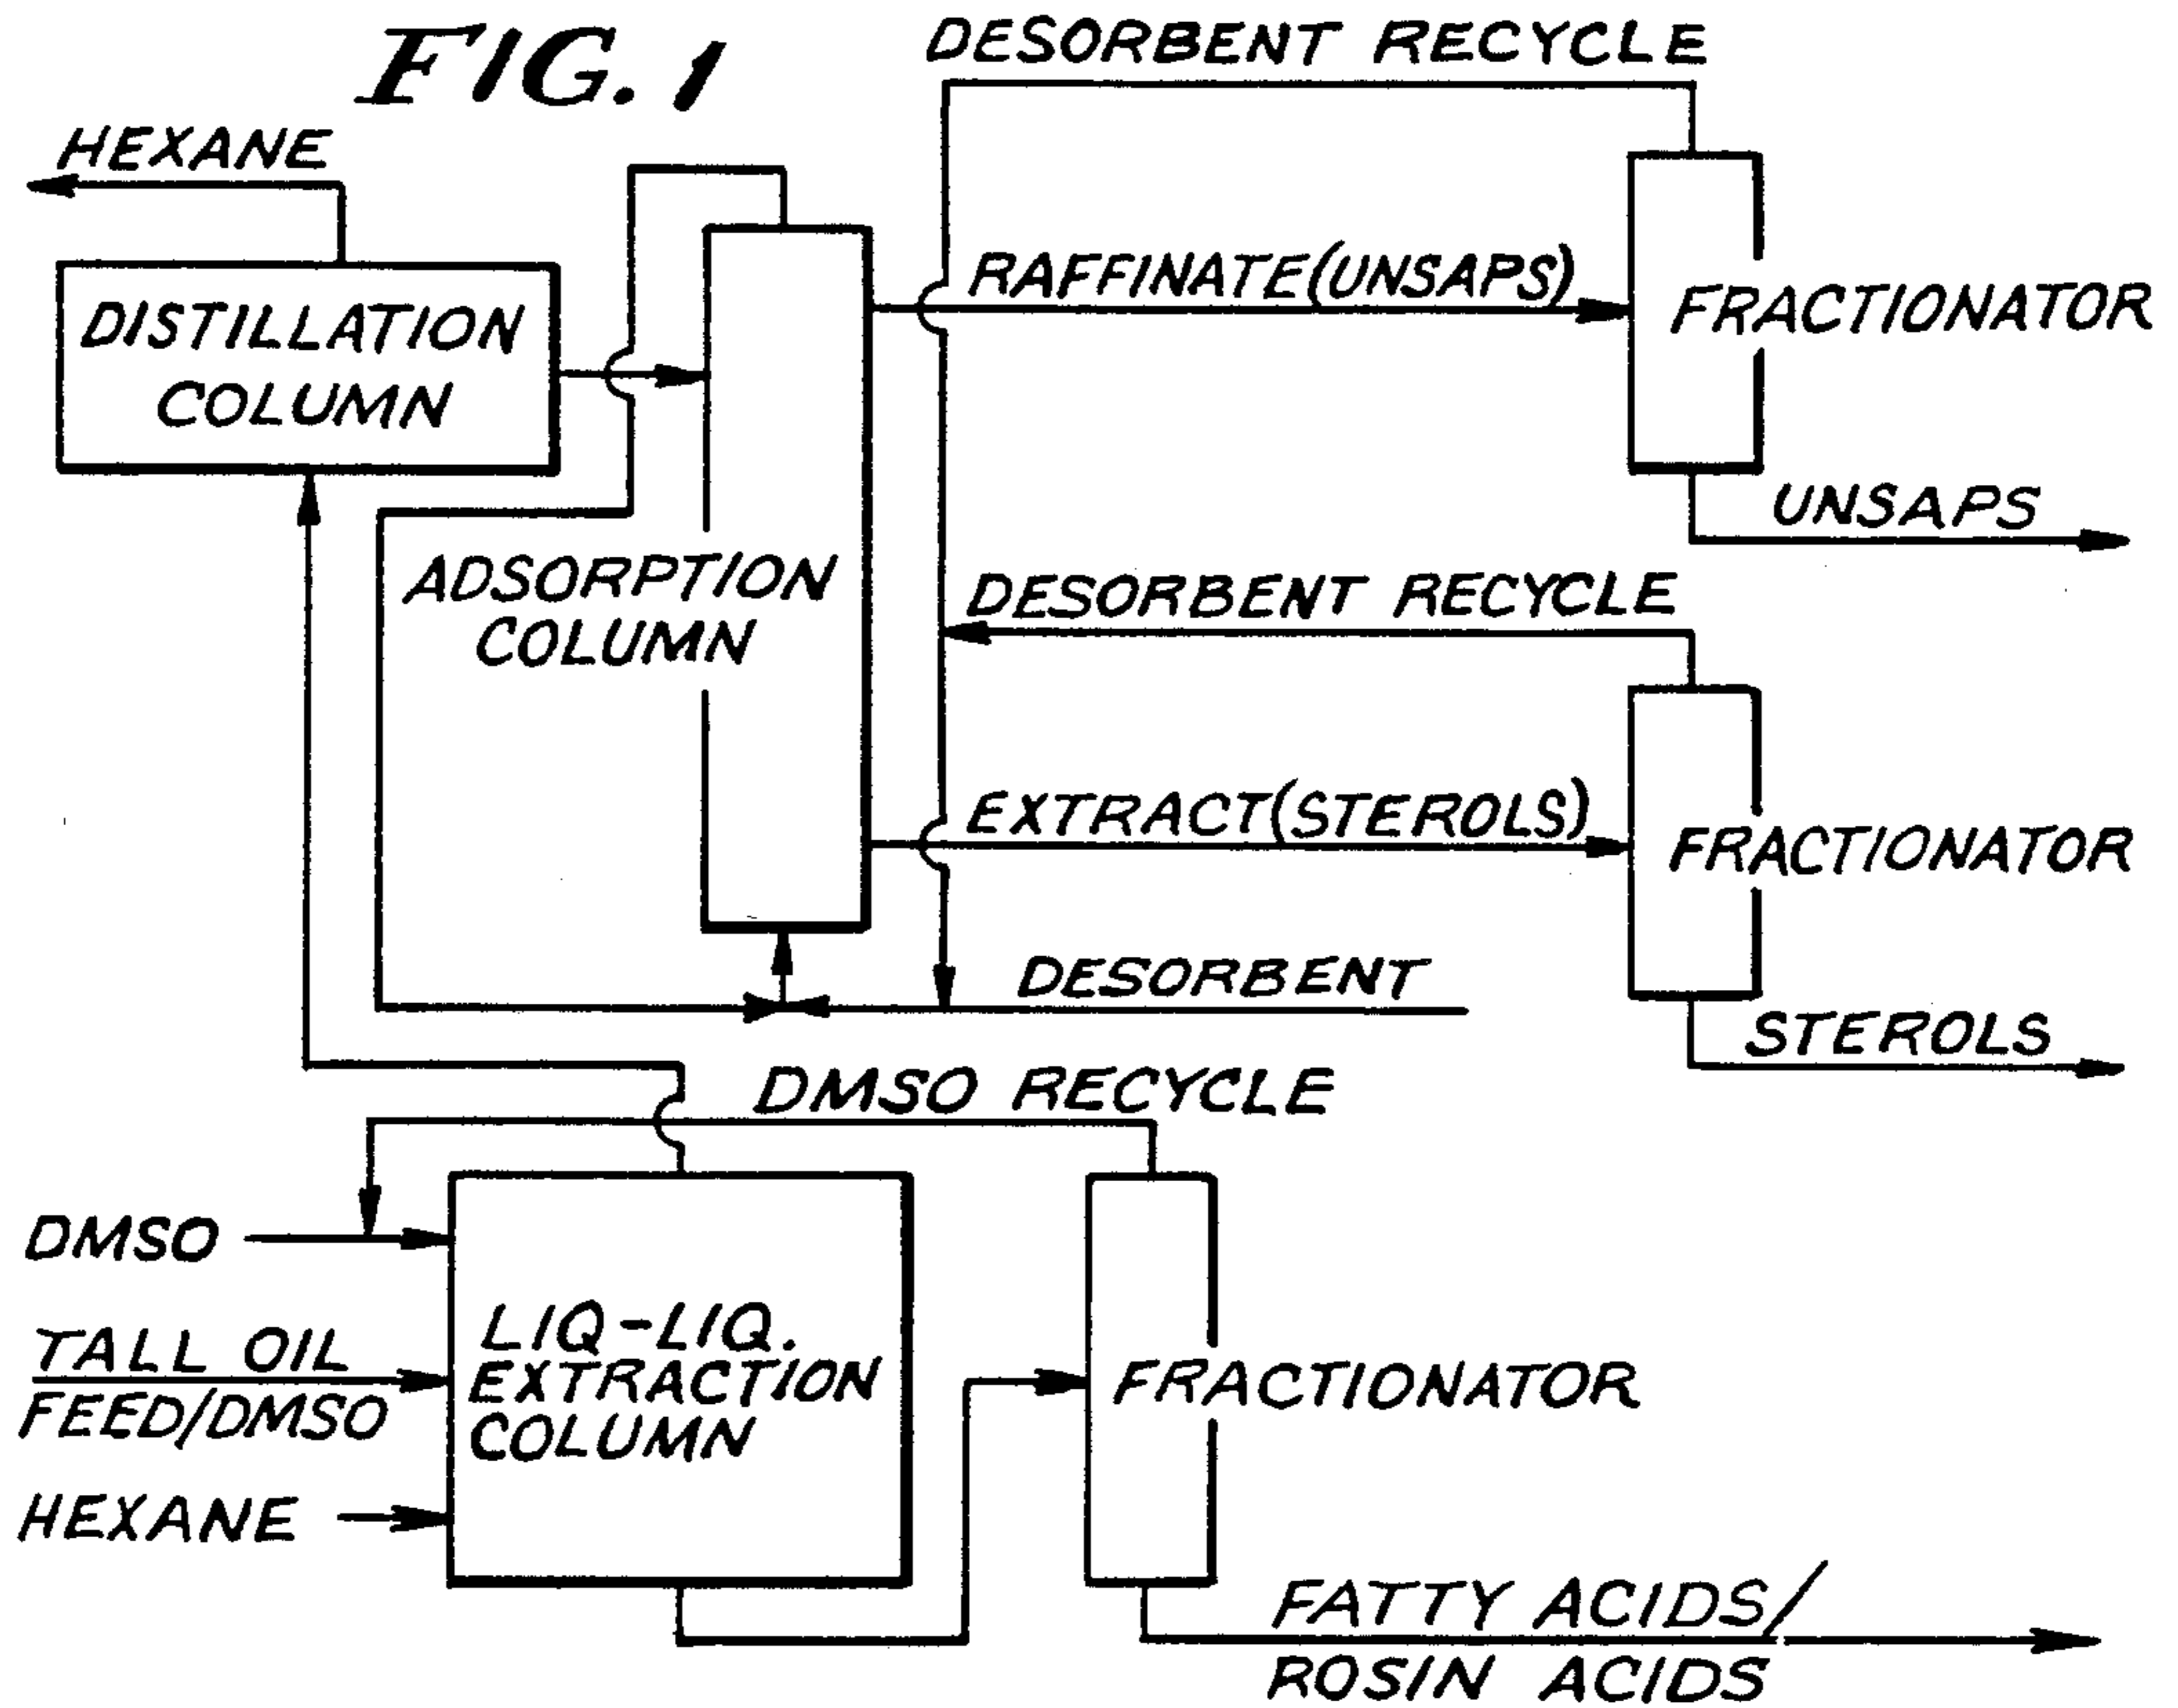 FIG. 1
DESORBENT RECYCLE
HEXANE
DISTILLATION
COLUMN
RAFFINATE(UNSAPS)
FRACTIONATOR
UNSAPS
ADSORPTION
COLUMN
DESORBENT RECYCLE
EXTRACT(STEROLS)
FRACTIONATOR
DESORBENT
STEROLS
DMSO RECYCLE
DMSO
TALL OIL
FEED/DMSO
HEXANE
LIQ-LIQ.
EXTRACTION
COLUMN
FRACTIONATOR
FATTY ACIDS/
ROSIN ACIDS